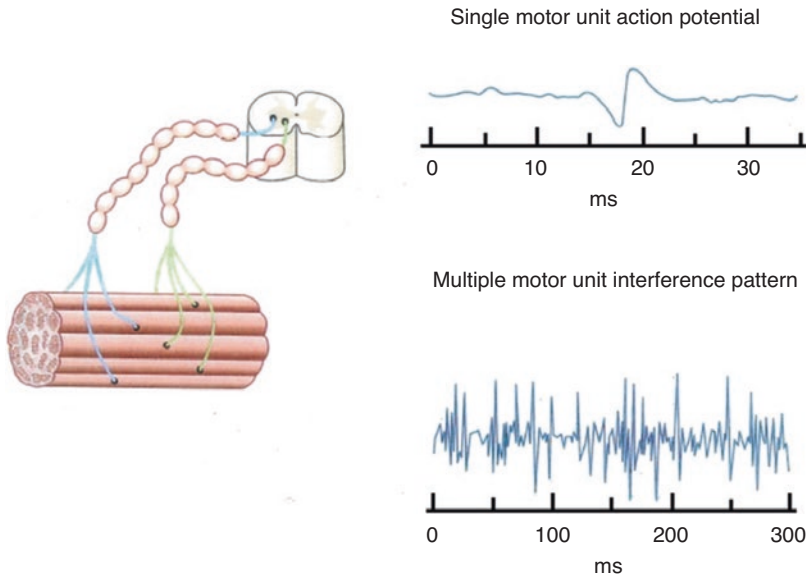 Single motor unit action potential
0 10 20 30
ms
Multiple motor unit interference pattern
0 100 200 300
ms